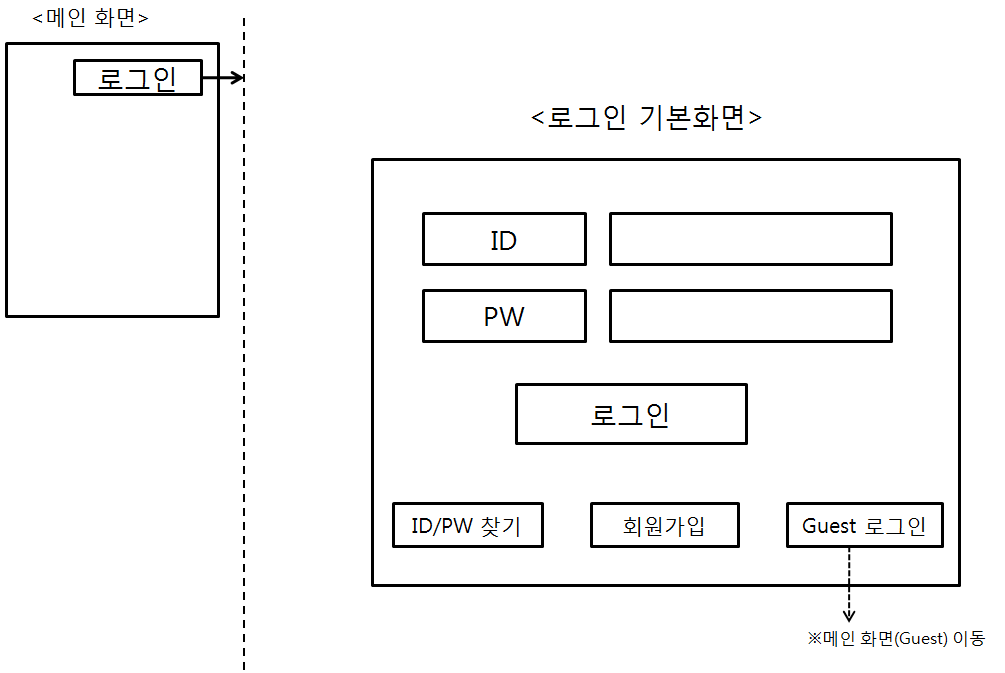 <메인 화면>
로그인
<로그인 기본화면>
ID
PW
로그인
ID/PW 찾기
회원가입
Guest 로그인
※메인 화면(Guest) 이동